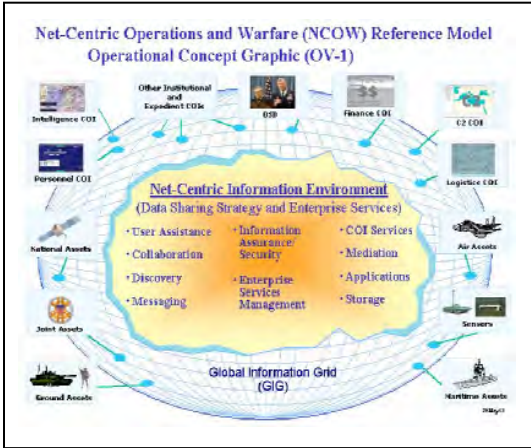 Net-Centric Operations and Warfare (NCOW) Reference Model
Operational Concept Graphic (OV-1)
Intelligence COI
Other Institutional
and
Expedient COIs
OSD
Finance COI
C2 COI
Personnel COI
Logistics COI
Net-Centric Information Environment
(Data Sharing Strategy and Enterprise Services)
• User Assistance
• Collaboration
• Discovery
• Messaging
• Information
Assurance/
Security
• Enterprise
Services
Management
• COI Services
• Mediation
• Applications
• Storage
National Assets
Air Assets
Joint Assets
Sensors
Ground Assets
Maritime Assets
Global Information Grid
(GIG)